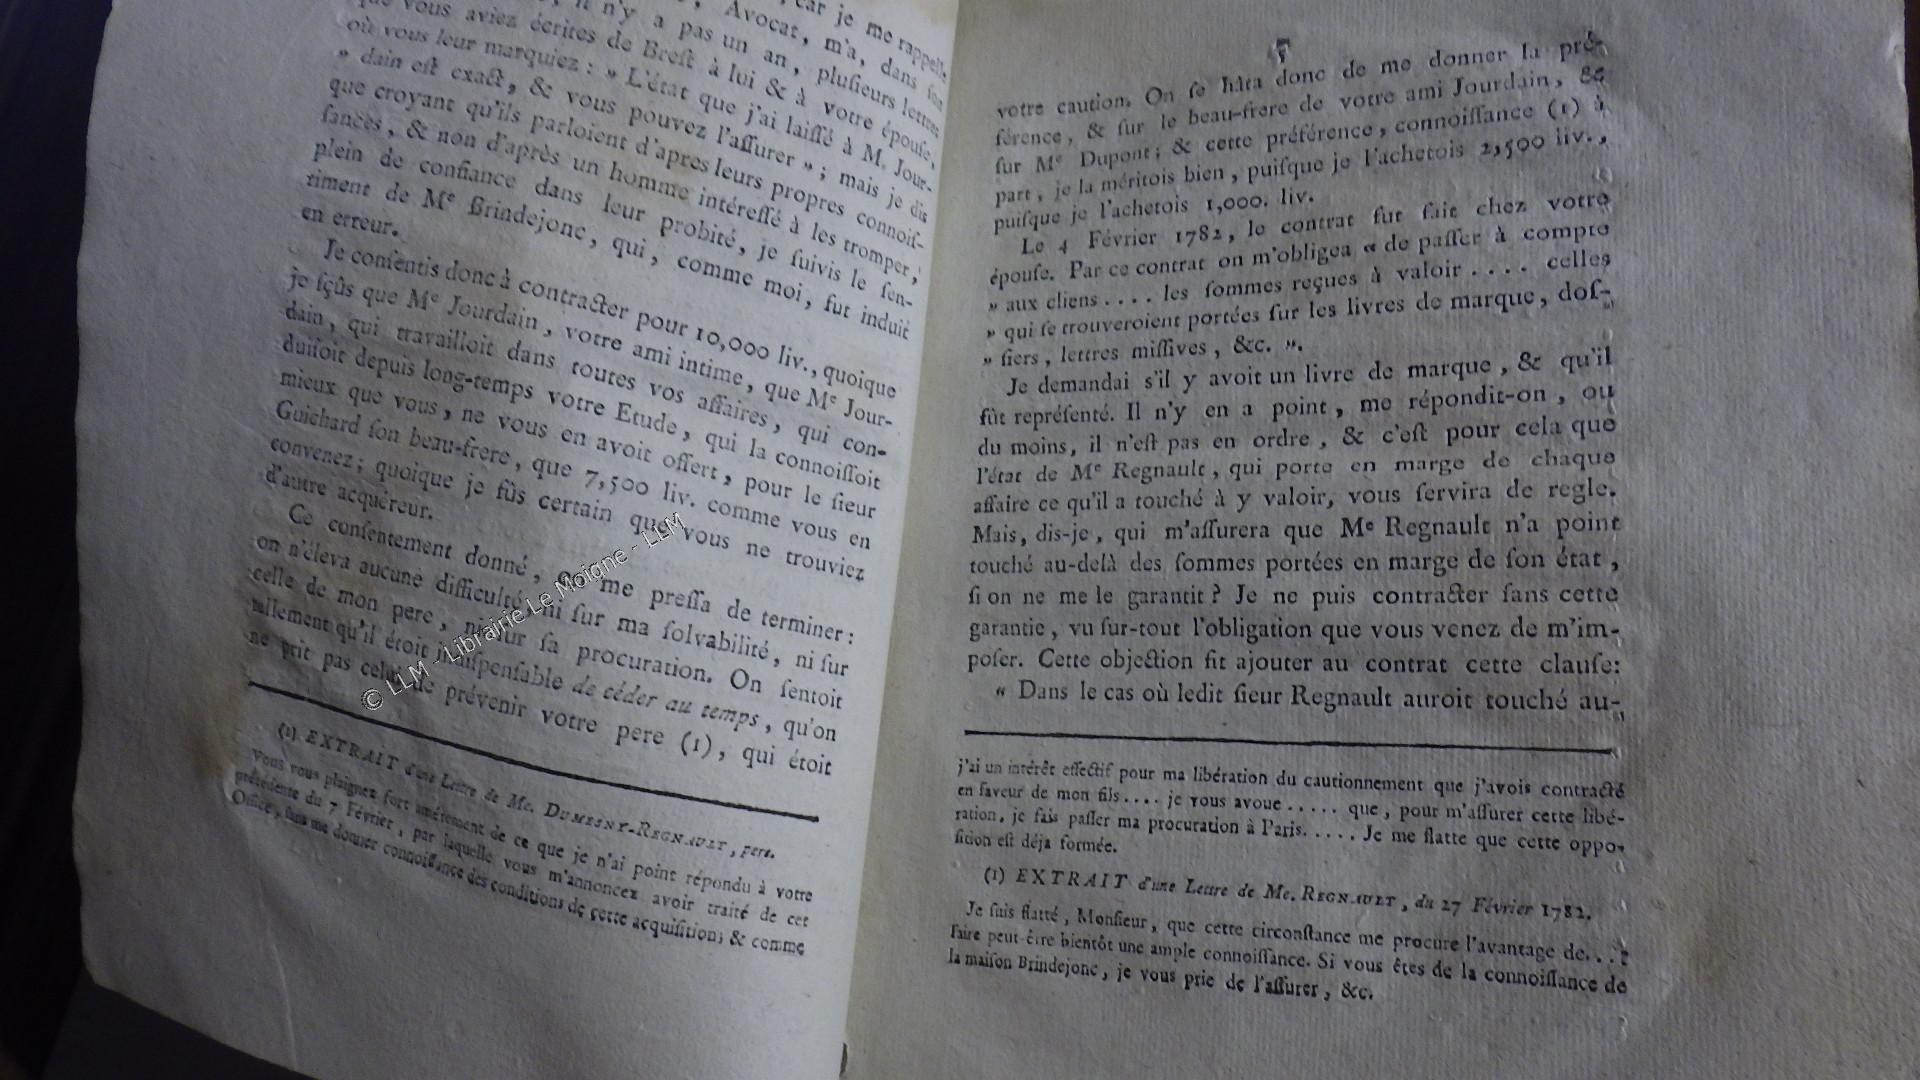 car je me rappelle
il n'y a pas un an, plusieurs lettres
Avocat, m'a, dans son
que vous aviez écrites de Brest à lui & à votre épouse,
où vous leur marquiez : » L'état que j'ai laissé à M. Jour-
» dain est exact, & vous pouvez l'assurer » ; mais je dis
que croyant qu'ils parloient d'apres leurs propres connois-
sances, & non d'après un homme intéressé à les tromper,
plein de confiance dans leur probité, je suivis le sen-
timent de Me Brindejonc, qui, comme moi, fut induit
en erreur.
Je consentis donc à contracter pour 10,000 liv., quoique
je sçûs que Me Jourdain, votre ami intime, que Me Jour-
dain, qui travailloit dans toutes vos affaires, qui con-
duisoit depuis long-temps votre Etude, qui la connoissoit
mieux que vous, ne vous en avoit offert, pour le sieur
Guichard son beau-frere, que 7,500 liv. comme vous en
convenez ; quoique je fûs certain que vous ne trouviez
d'autre acquéreur.
Ce consentement donné, on me pressa de terminer :
on n'éleva aucune difficulté, ni sur ma solvabilité, ni sur
celle de mon pere, ni sur sa procuration. On sentoit
tellement qu'il étoit indispensable de céder au temps, qu'on
ne prit pas celui de prévenir votre pere (1), qui étoit
(1) EXTRAIT d'une Lettre de Me. DUMESNY-REGNAULT, pere.
Vous vous plaignez fort amérement de ce que je n'ai point répondu à votre
précédente du 7 Février, par laquelle vous m'annoncez avoir traité de cet
Office, sans me donner connoissance des conditions de cette acquisition; & comme
© LLM - Librairie Le Moigne - LLM
5
votre caution. On se hâta donc de me donner la pré-
férence, & sur le beau-frere de votre ami Jourdain, &
sur Me Dupont ; & cette préférence, connoissance (1) à
part, je la méritois bien, puisque je l'achetois 2,500 liv.,
puisque je l'achetois 1,000. liv.
Le 4 Février 1782, le contrat fut fait chez votre
épouse. Par ce contrat on m'obligea « de passer à compte
» aux cliens . . . . les sommes reçues à valoir . . . . celles
» qui se trouveroient portées sur les livres de marque, dos-
» siers, lettres missives, &c. ».
Je demandai s'il y avoit un livre de marque, & qu'il
fût représenté. Il n'y en a point, me répondit-on, ou
du moins, il n'est pas en ordre, & c'est pour cela que
l'état de Me Regnault, qui porte en marge de chaque
affaire ce qu'il a touché à y valoir, vous servira de regle.
Mais, dis-je, qui m'assurera que Me Regnault n'a point
touché au-delà des sommes portées en marge de son état,
si on ne me le garantit ? Je ne puis contracter sans cette
garantie, vu sur-tout l'obligation que vous venez de m'im-
poser. Cette objection fit ajouter au contrat cette clause:
« Dans le cas où ledit sieur Regnault auroit touché au-
j'ai un intérêt effectif pour ma libération du cautionnement que j'avois contracté
en faveur de mon fils.... je vous avoue ..... que, pour m'assurer cette libé-
ration, je fais passer ma procuration à Paris..... Je me flatte que cette oppo-
sition est déja formée.
(1) EXTRAIT d'une Lettre de Me. REGNAULT, du 27 Février 1782.
Je suis flatté, Monsieur, que cette circonstance me procure l'avantage de...
faire peut-être bientôt une ample connoissance. Si vous êtes de la connoissance de
la maison Brindejonc, je vous prie de l'assurer, &c.